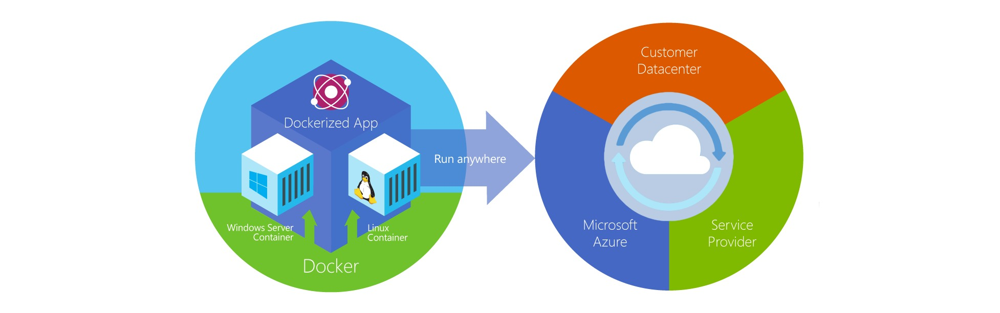 Dockerized App
Windows Server
Container
Linux
Container
Docker
Run anywhere
Customer
Datacenter
Microsoft
Azure
Service
Provider